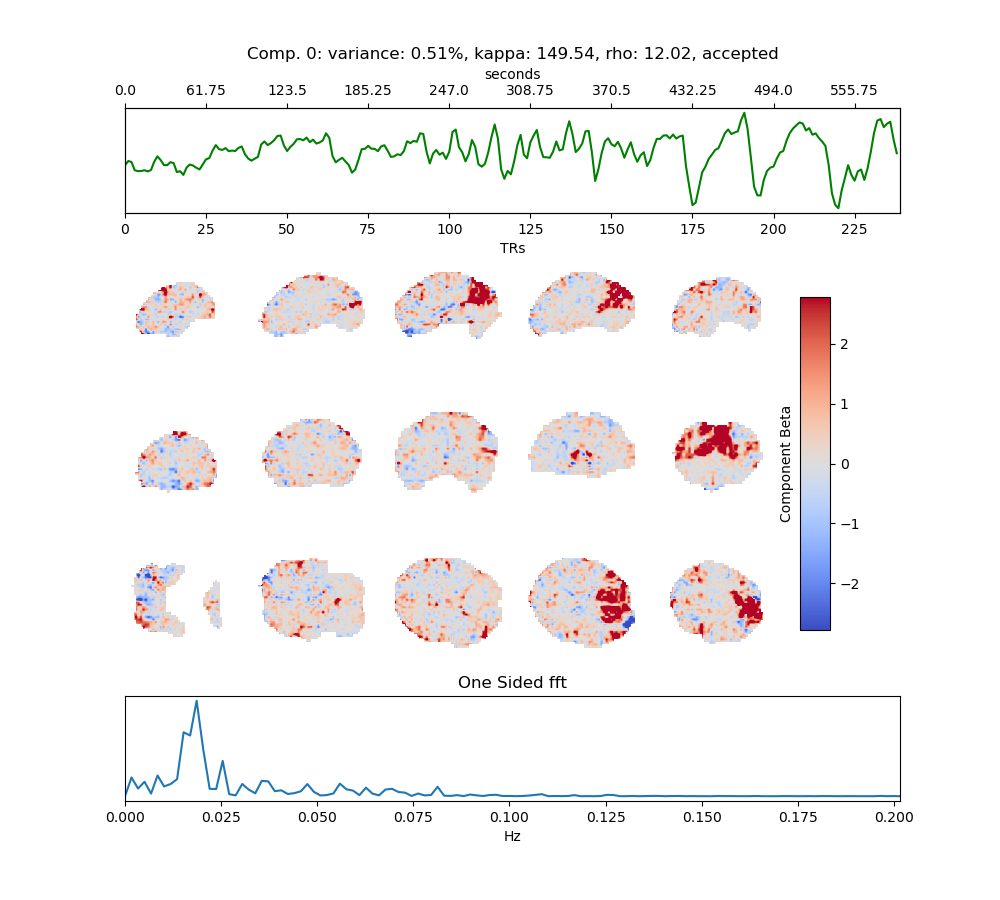 Comp. 0: variance: 0.51%, kappa: 149.54, rho: 12.02, accepted
seconds
0.0 61.75 123.5 185.25 247.0 308.75 370.5 432.25 494.0 555.75
0 25 50 75 100 125 150 175 200 225
TRs
2
1
0
−1
−2
Component Beta
One Sided fft
0.000 0.025 0.050 0.075 0.100 0.125 0.150 0.175 0.200
Hz